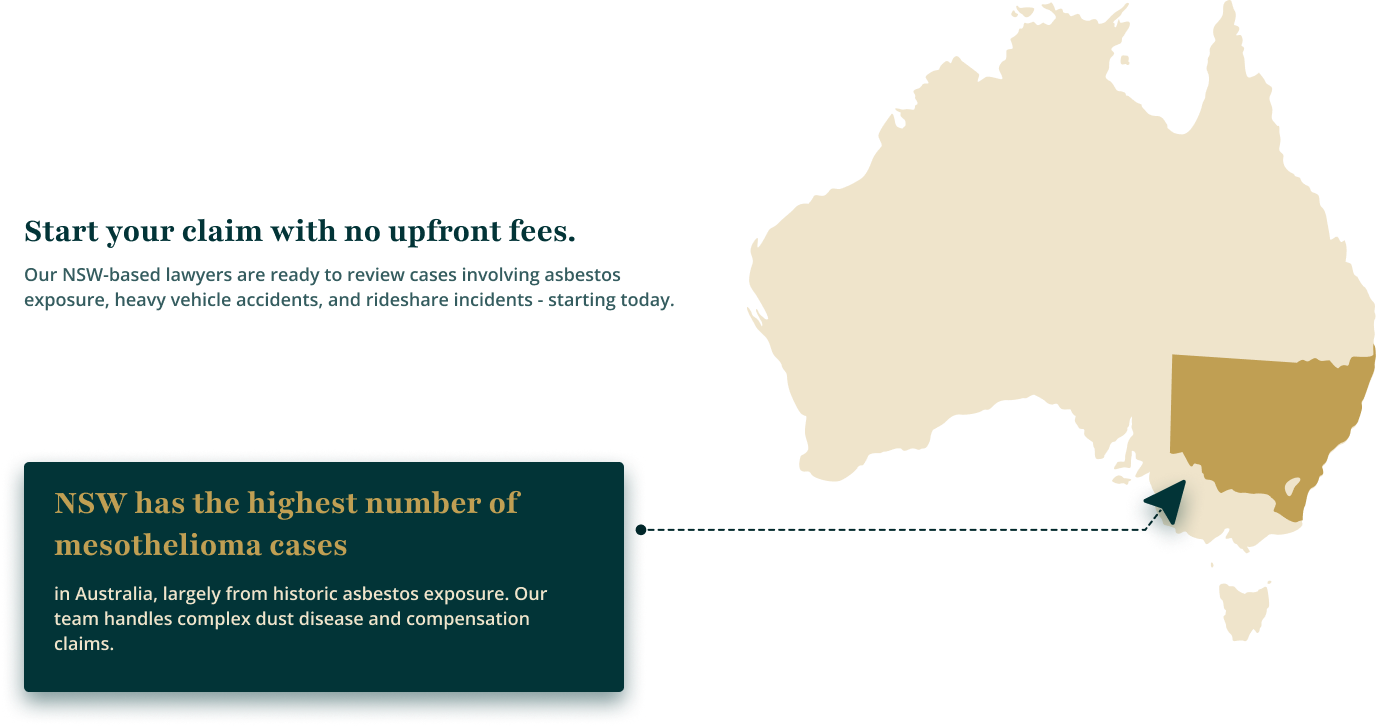 Start your claim with no upfront fees.
Our NSW-based lawyers are ready to review cases involving asbestos
exposure, heavy vehicle accidents, and rideshare incidents - starting today.
NSW has the highest number of
mesothelioma cases
in Australia, largely from historic asbestos exposure. Our
team handles complex dust disease and compensation
claims.